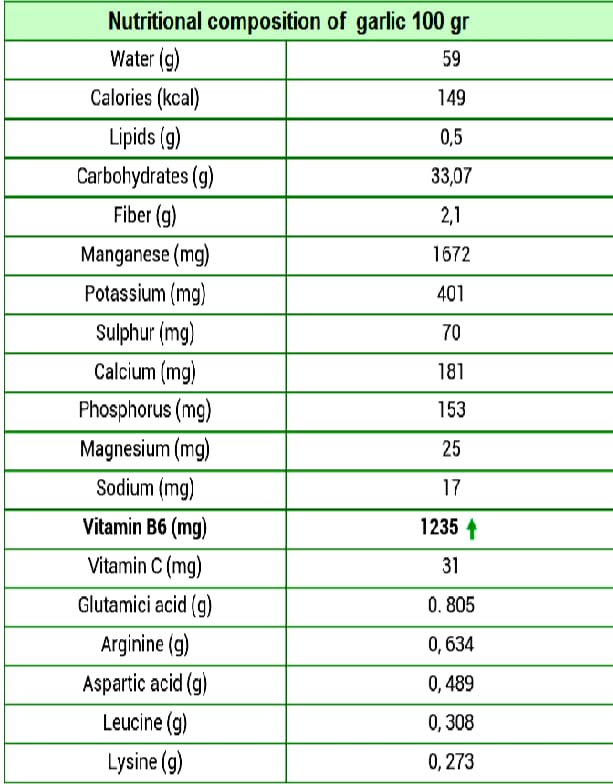 Nutritional composition of garlic 100 gr
Water (g) 59
Calories (kcal) 149
Lipids (g) 0,5
Carbohydrates (g) 33,07
Fiber (g) 2,1
Manganese (mg) 1672
Potassium (mg) 401
Sulphur (mg) 70
Calcium (mg) 181
Phosphorus (mg) 153
Magnesium (mg) 25
Sodium (mg) 17
Vitamin B6 (mg) 1235
Vitamin C (mg) 31
Glutamici acid (g) 0. 805
Arginine (g) 0, 634
Aspartic acid (g) 0, 489
Leucine (g) 0, 308
Lysine (g) 0, 273